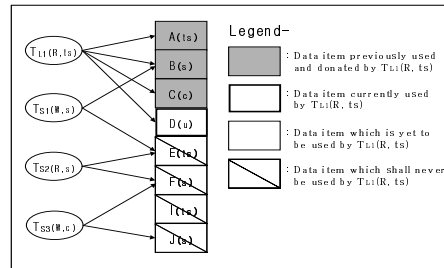 Legend-
TL1(R,ts)
TS1(M,s)
TS2(R,s)
TS3(M,c)
A(ts)
B(s)
C(c)
D(u)
E(ts)
F(s)
I(ts)
J(s)
: Data item previously used
and donated by TL1(R, ts)
: Data item currently used
by TL1(R, ts)
: Data item which is yet to
be used by TL1(R, ts)
: Data item which shall never
be used by TL1(R, ts)